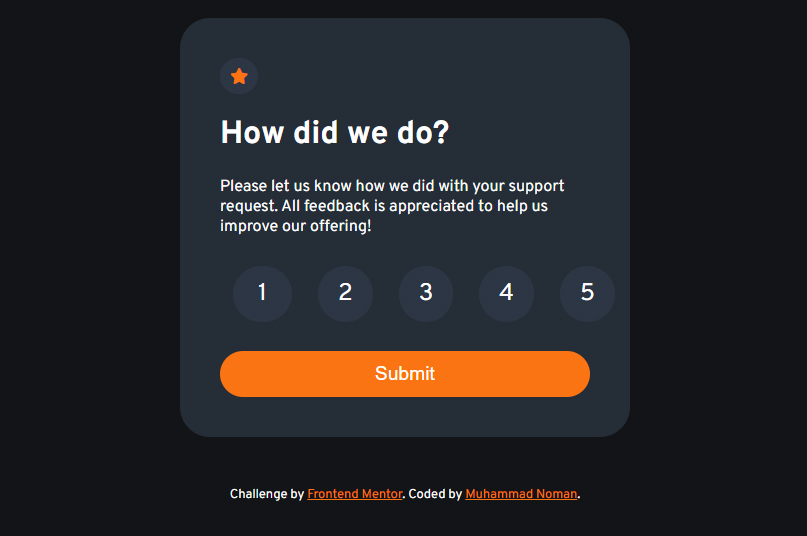 How did we do?
Please let us know how we did with your support
request. All feedback is appreciated to help us
improve our offering!
1 2 3 4 5
Submit
Challenge by Frontend Mentor. Coded by Muhammad Noman.